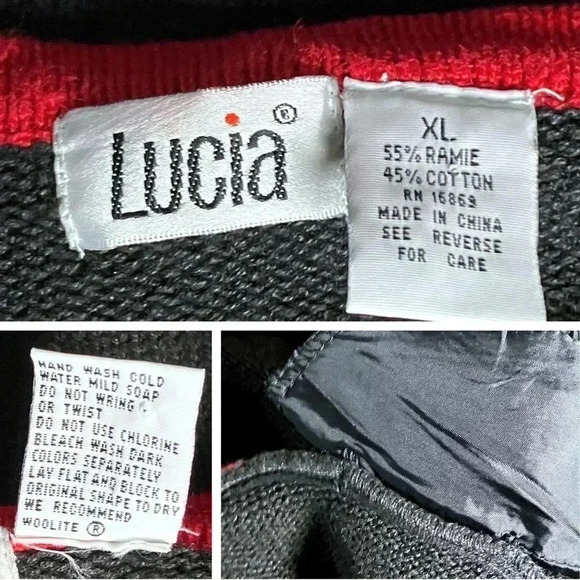 Lucia®
XL
55% RAMIE
45% COTTON
RN 16869
MADE IN CHINA
SEE REVERSE
FOR CARE
HAND WASH COLD
WATER MILD SOAP
DO NOT WRING
OR TWIST
DO NOT USE CHLORINE
BLEACH WASH DARK
COLORS SEPARATELY
LAY FLAT AND BLOCK TO
ORIGINAL SHAPE TO DRY
WE RECOMMEND
WOOLITE ®